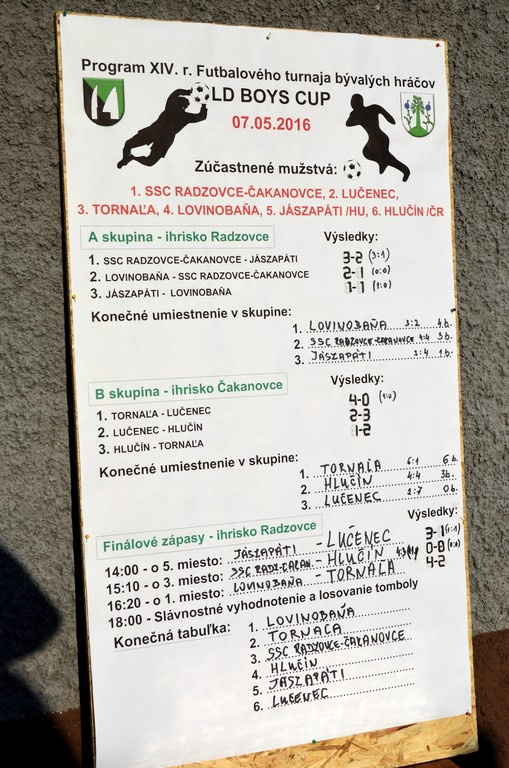 Program XIV. r. Futbalového turnaja bývalých hráčov
LD BOYS CUP
07.05.2016
Zúčastnené mužstvá:
1. SSC RADZOVCE-ČAKANOVCE, 2. LUČENEC,
3. TORNAĽA, 4. LOVINOBAŇA, 5. JÁSZAPÁTI /HU, 6. HLUČÍN /ČR
A skupina - ihrisko Radzovce Výsledky:
1. SSC RADZOVCE-ČAKANOVCE - JÁSZAPÁTI 3-2 (3:1)
2. LOVINOBAŇA - SSC RADZOVCE-ČAKANOVCE 2-1 (0:0)
3. JÁSZAPÁTI - LOVINOBAŇA 1-1 (1:0)
Konečné umiestnenie v skupine:
1. LOVINOBAŇA 3:2 4b.
2. SSC RADZOVCE-ČAKANOVCE 4:4 3b.
3. JÁSZAPÁTI 3:4 1b.
B skupina - ihrisko Čakanovce Výsledky:
1. TORNAĽA - LUČENEC 4-0 (1:0)
2. LUČENEC - HLUČÍN 2-3
3. HLUČÍN - TORNAĽA 1-2
Konečné umiestnenie v skupine:
1. TORNAĽA 6:1 6b.
2. HLUČÍN 4:4 3b.
3. LUČENEC 2:7 0b.
Finálové zápasy - ihrisko Radzovce Výsledky:
14:00 - o 5. miesto: JÁSZAPÁTI - LUČENEC 3-1 (1:1)
15:10 - o 3. miesto: SSC RADZ-ČAKAN. - HLUČÍN 0-0 (0:0)
16:20 - o 1. miesto: LOVINOBAŇA - TORNAĽA 4-2
18:00 - Slávnostné vyhodnotenie a losovanie tomboly
Konečná tabuľka:
1. LOVINOBAŇA
2. TORNAĽA
3. SSC RADZOVCE-ČAKANOVCE
4. HLUČÍN
5. JÁSZAPÁTI
6. LUČENEC